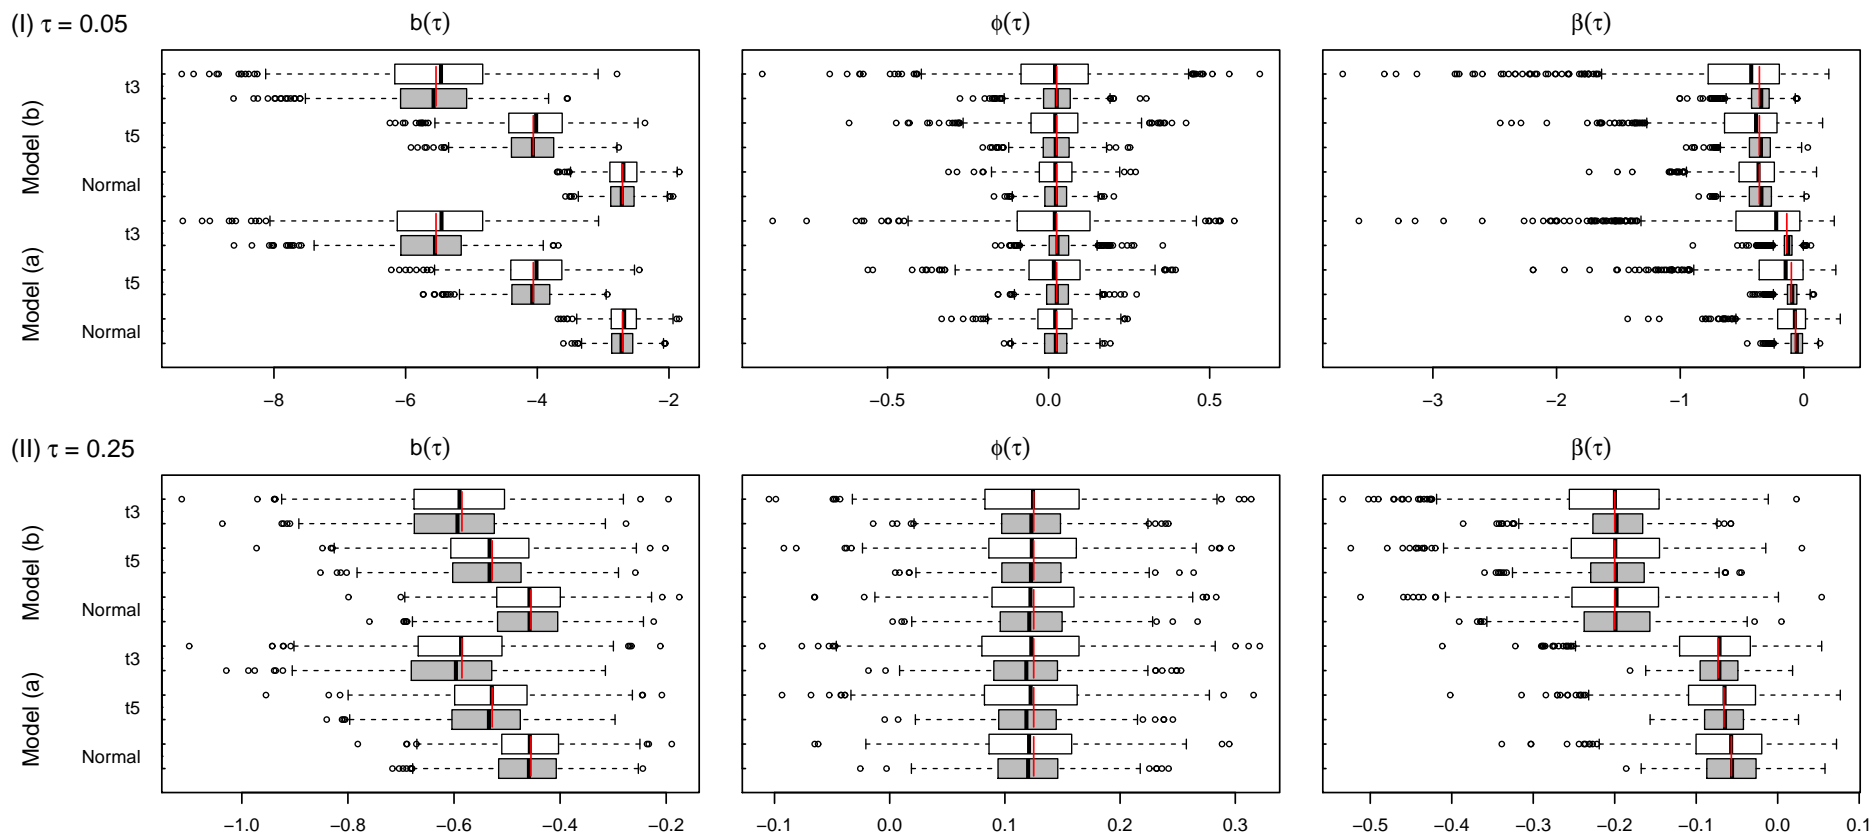 (I) τ = 0.05
b(τ)
ϕ(τ)
β(τ)
Model (b)
t3
t5
Normal
Model (a)
t3
t5
Normal
−8 −6 −4 −2
−0.5 0.0 0.5
−3 −2 −1 0
(II) τ = 0.25
b(τ)
ϕ(τ)
β(τ)
Model (b)
t3
t5
Normal
Model (a)
t3
t5
Normal
−1.0 −0.8 −0.6 −0.4 −0.2
−0.1 0.0 0.1 0.2 0.3
−0.5 −0.4 −0.3 −0.2 −0.1 0.0 0.1